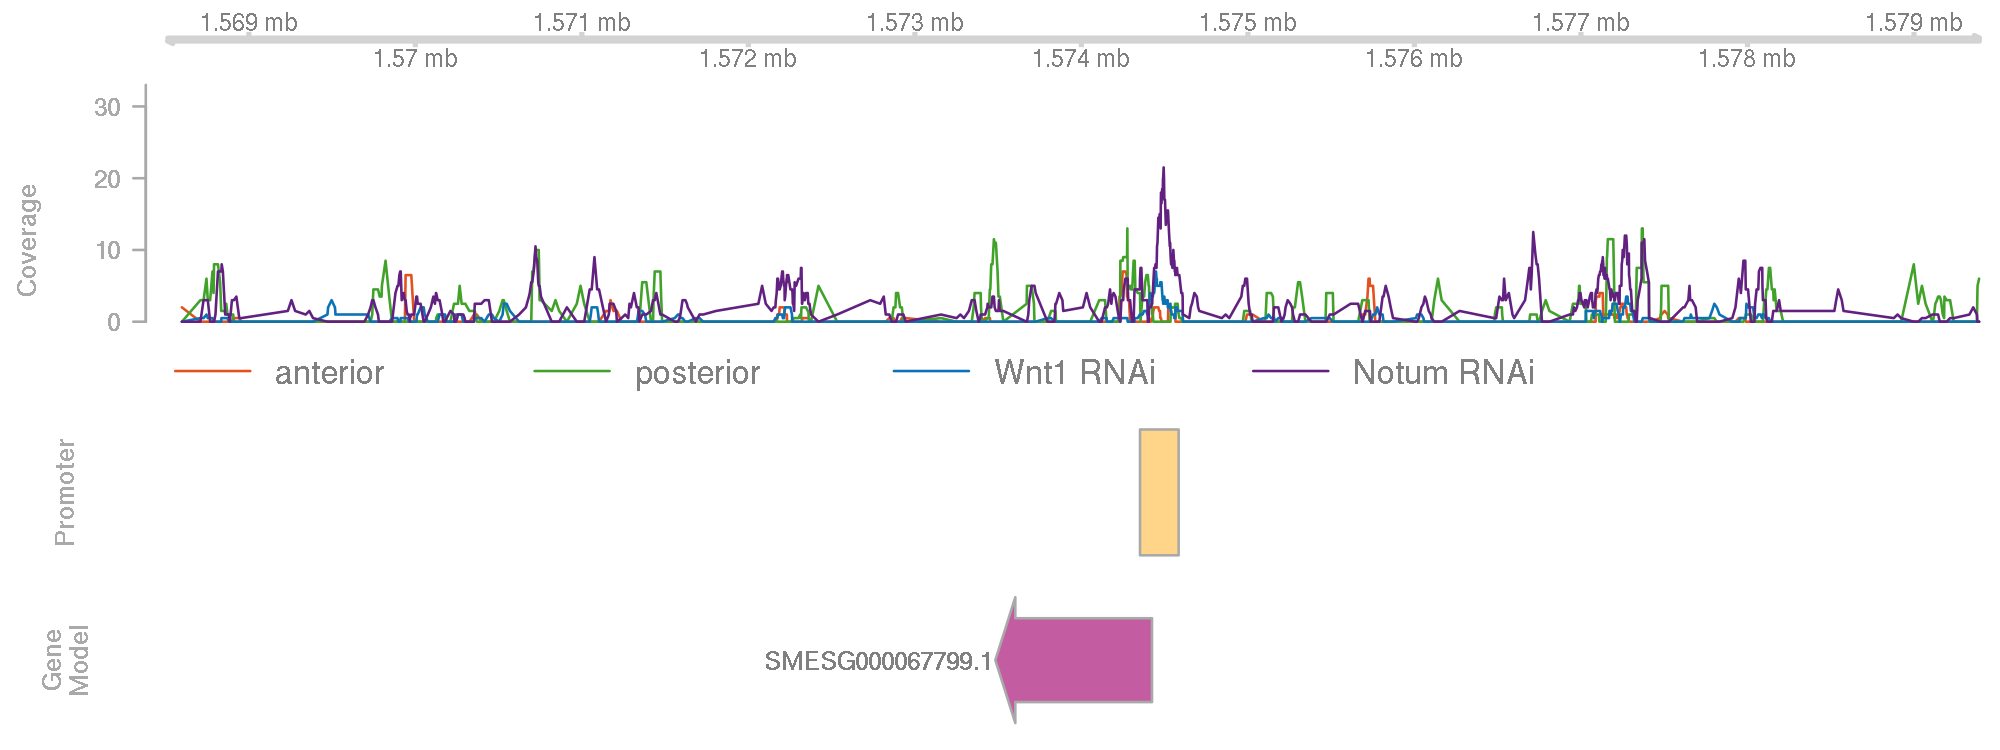 1.569 mb 1.571 mb 1.573 mb 1.575 mb 1.577 mb 1.579 mb
1.57 mb 1.572 mb 1.574 mb 1.576 mb 1.578 mb
30
20
10
0
Coverage
anterior posterior Wnt1 RNAi Notum RNAi
Promoter
Gene
Model
SMESG000067799.1